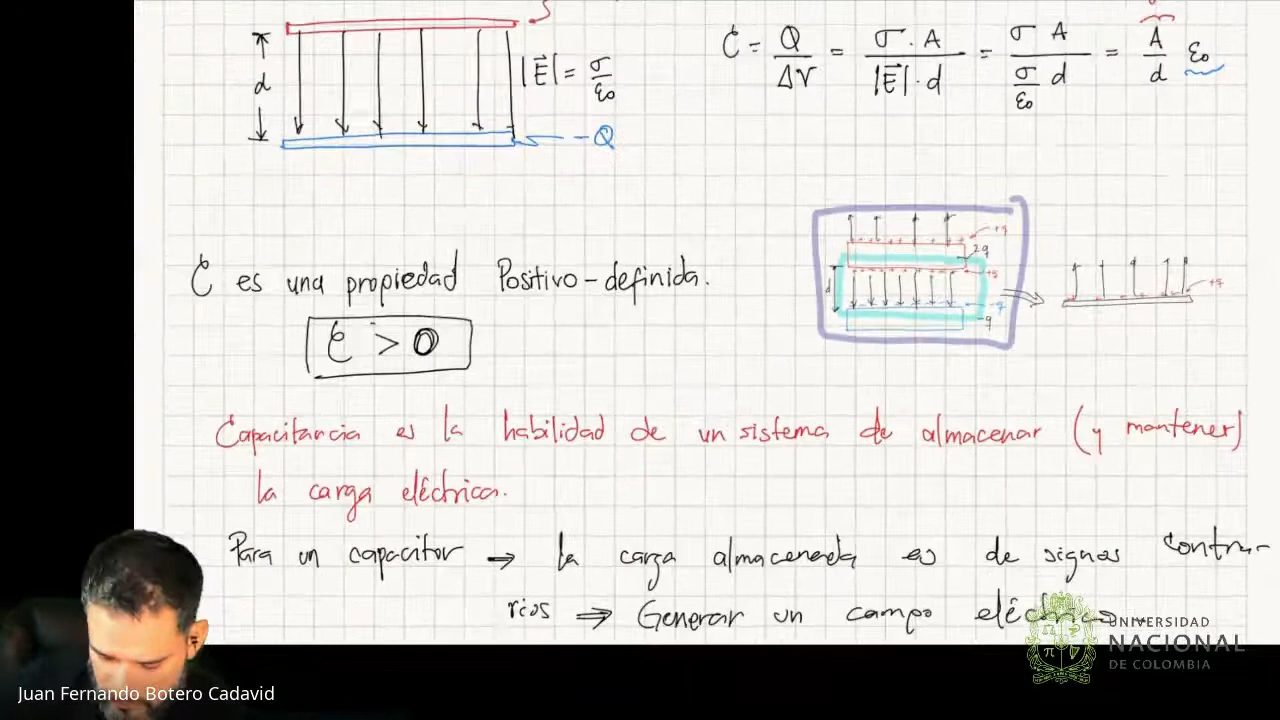 C = Q / ΔV = σ · A / |E⃗| · d = σ A / (σ/ε₀) d = A/d ε₀
d
|E⃗| = σ/ε₀
-Q
+q
2q
+q
d
-q
-q
+q
C es una propiedad Positivo-definida.
C > 0
Capacitancia es la habilidad de un sistema de almacenar (y mantener)
la carga eléctrica.
Para un capacitor → la carga almacenada es de signos contra-
rios ⇒ Generar un campo eléctrico
UNIVERSIDAD
NACIONAL
DE COLOMBIA
Juan Fernando Botero Cadavid